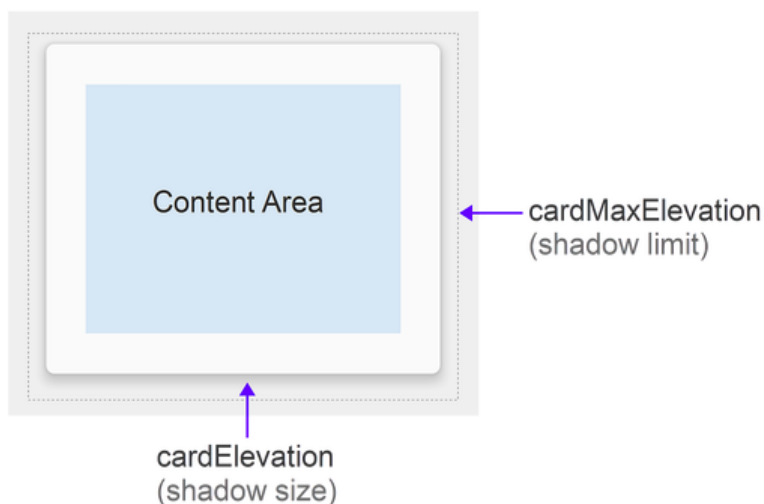 Content Area
cardMaxElevation
(shadow limit)
cardElevation
(shadow size)